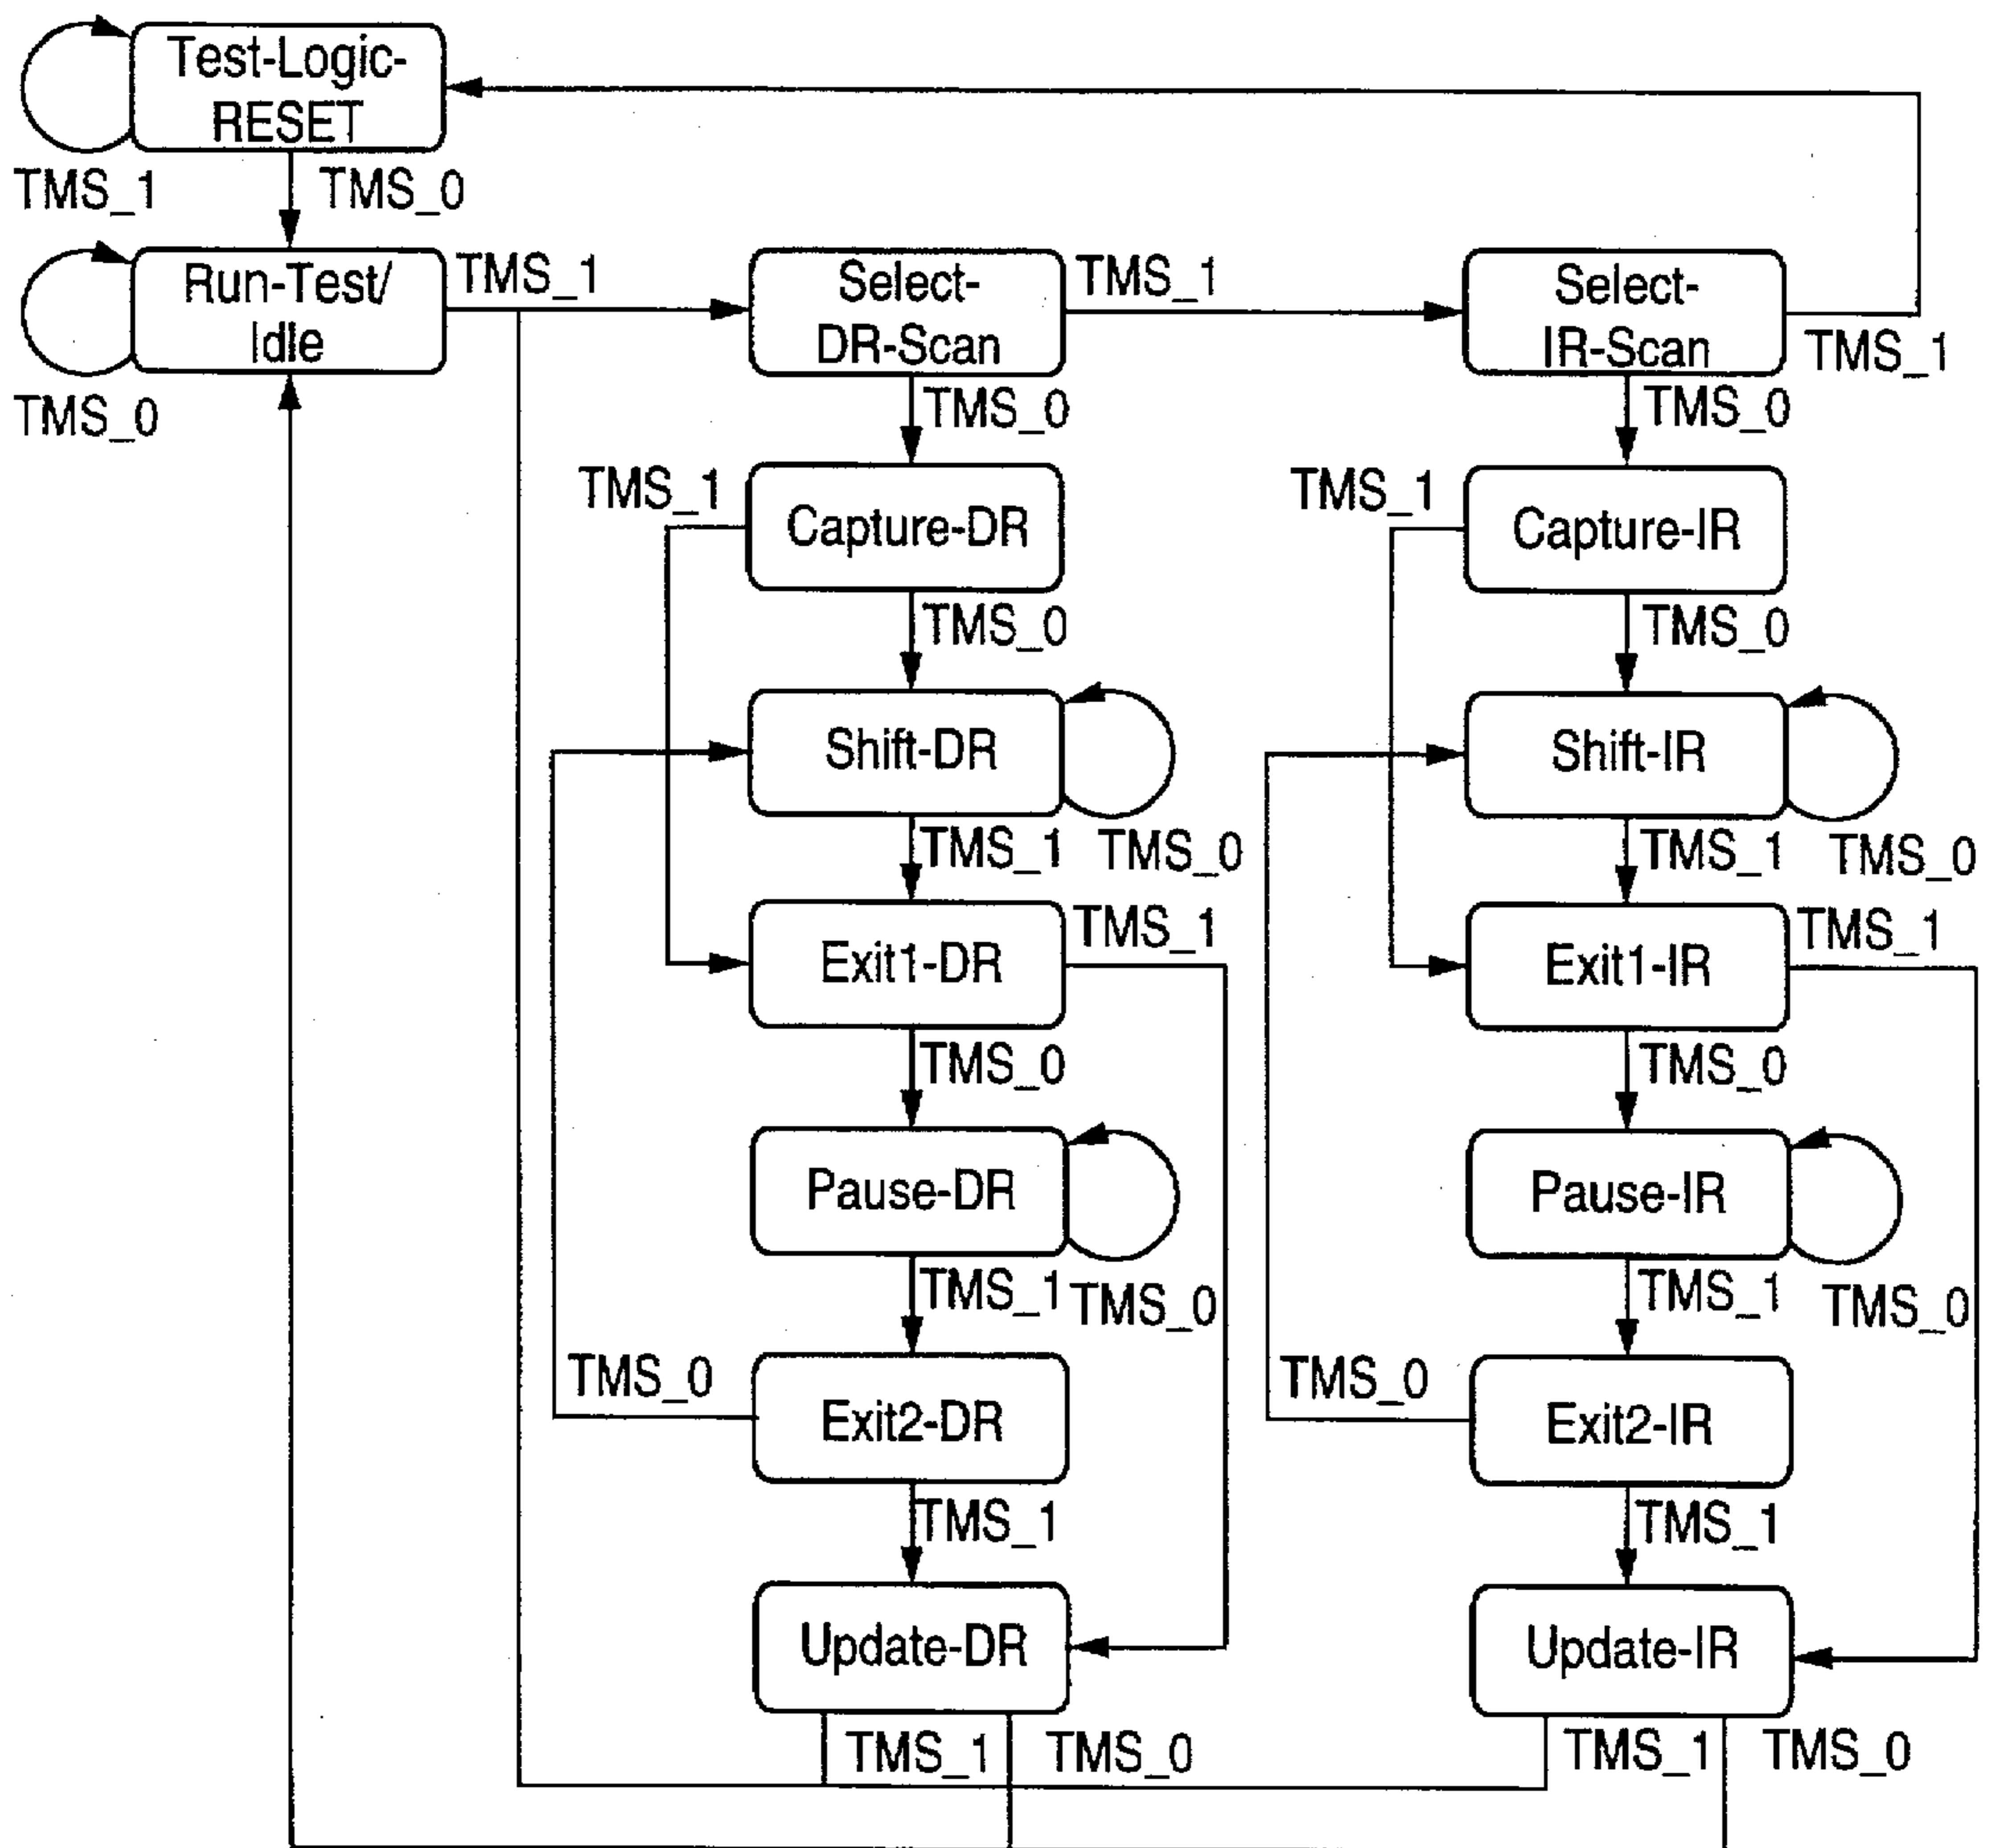 Test-Logic-
RESET
TMS_1
TMS_0
Run-Test/
Idle
TMS_0
TMS_1
Select-
DR-Scan
TMS_1
Select-
IR-Scan
TMS_1
TMS_0
TMS_0
TMS_1
Capture-DR
TMS_1
Capture-IR
TMS_0
TMS_0
Shift-DR
Shift-IR
TMS_1
TMS_0
TMS_1
TMS_0
Exit1-DR
TMS_1
Exit1-IR
TMS_1
TMS_0
TMS_0
Pause-DR
Pause-IR
TMS_1
TMS_0
TMS_1
TMS_0
TMS_0
Exit2-DR
TMS_0
Exit2-IR
TMS_1
TMS_1
Update-DR
Update-IR
TMS_1
TMS_0
TMS_1
TMS_0